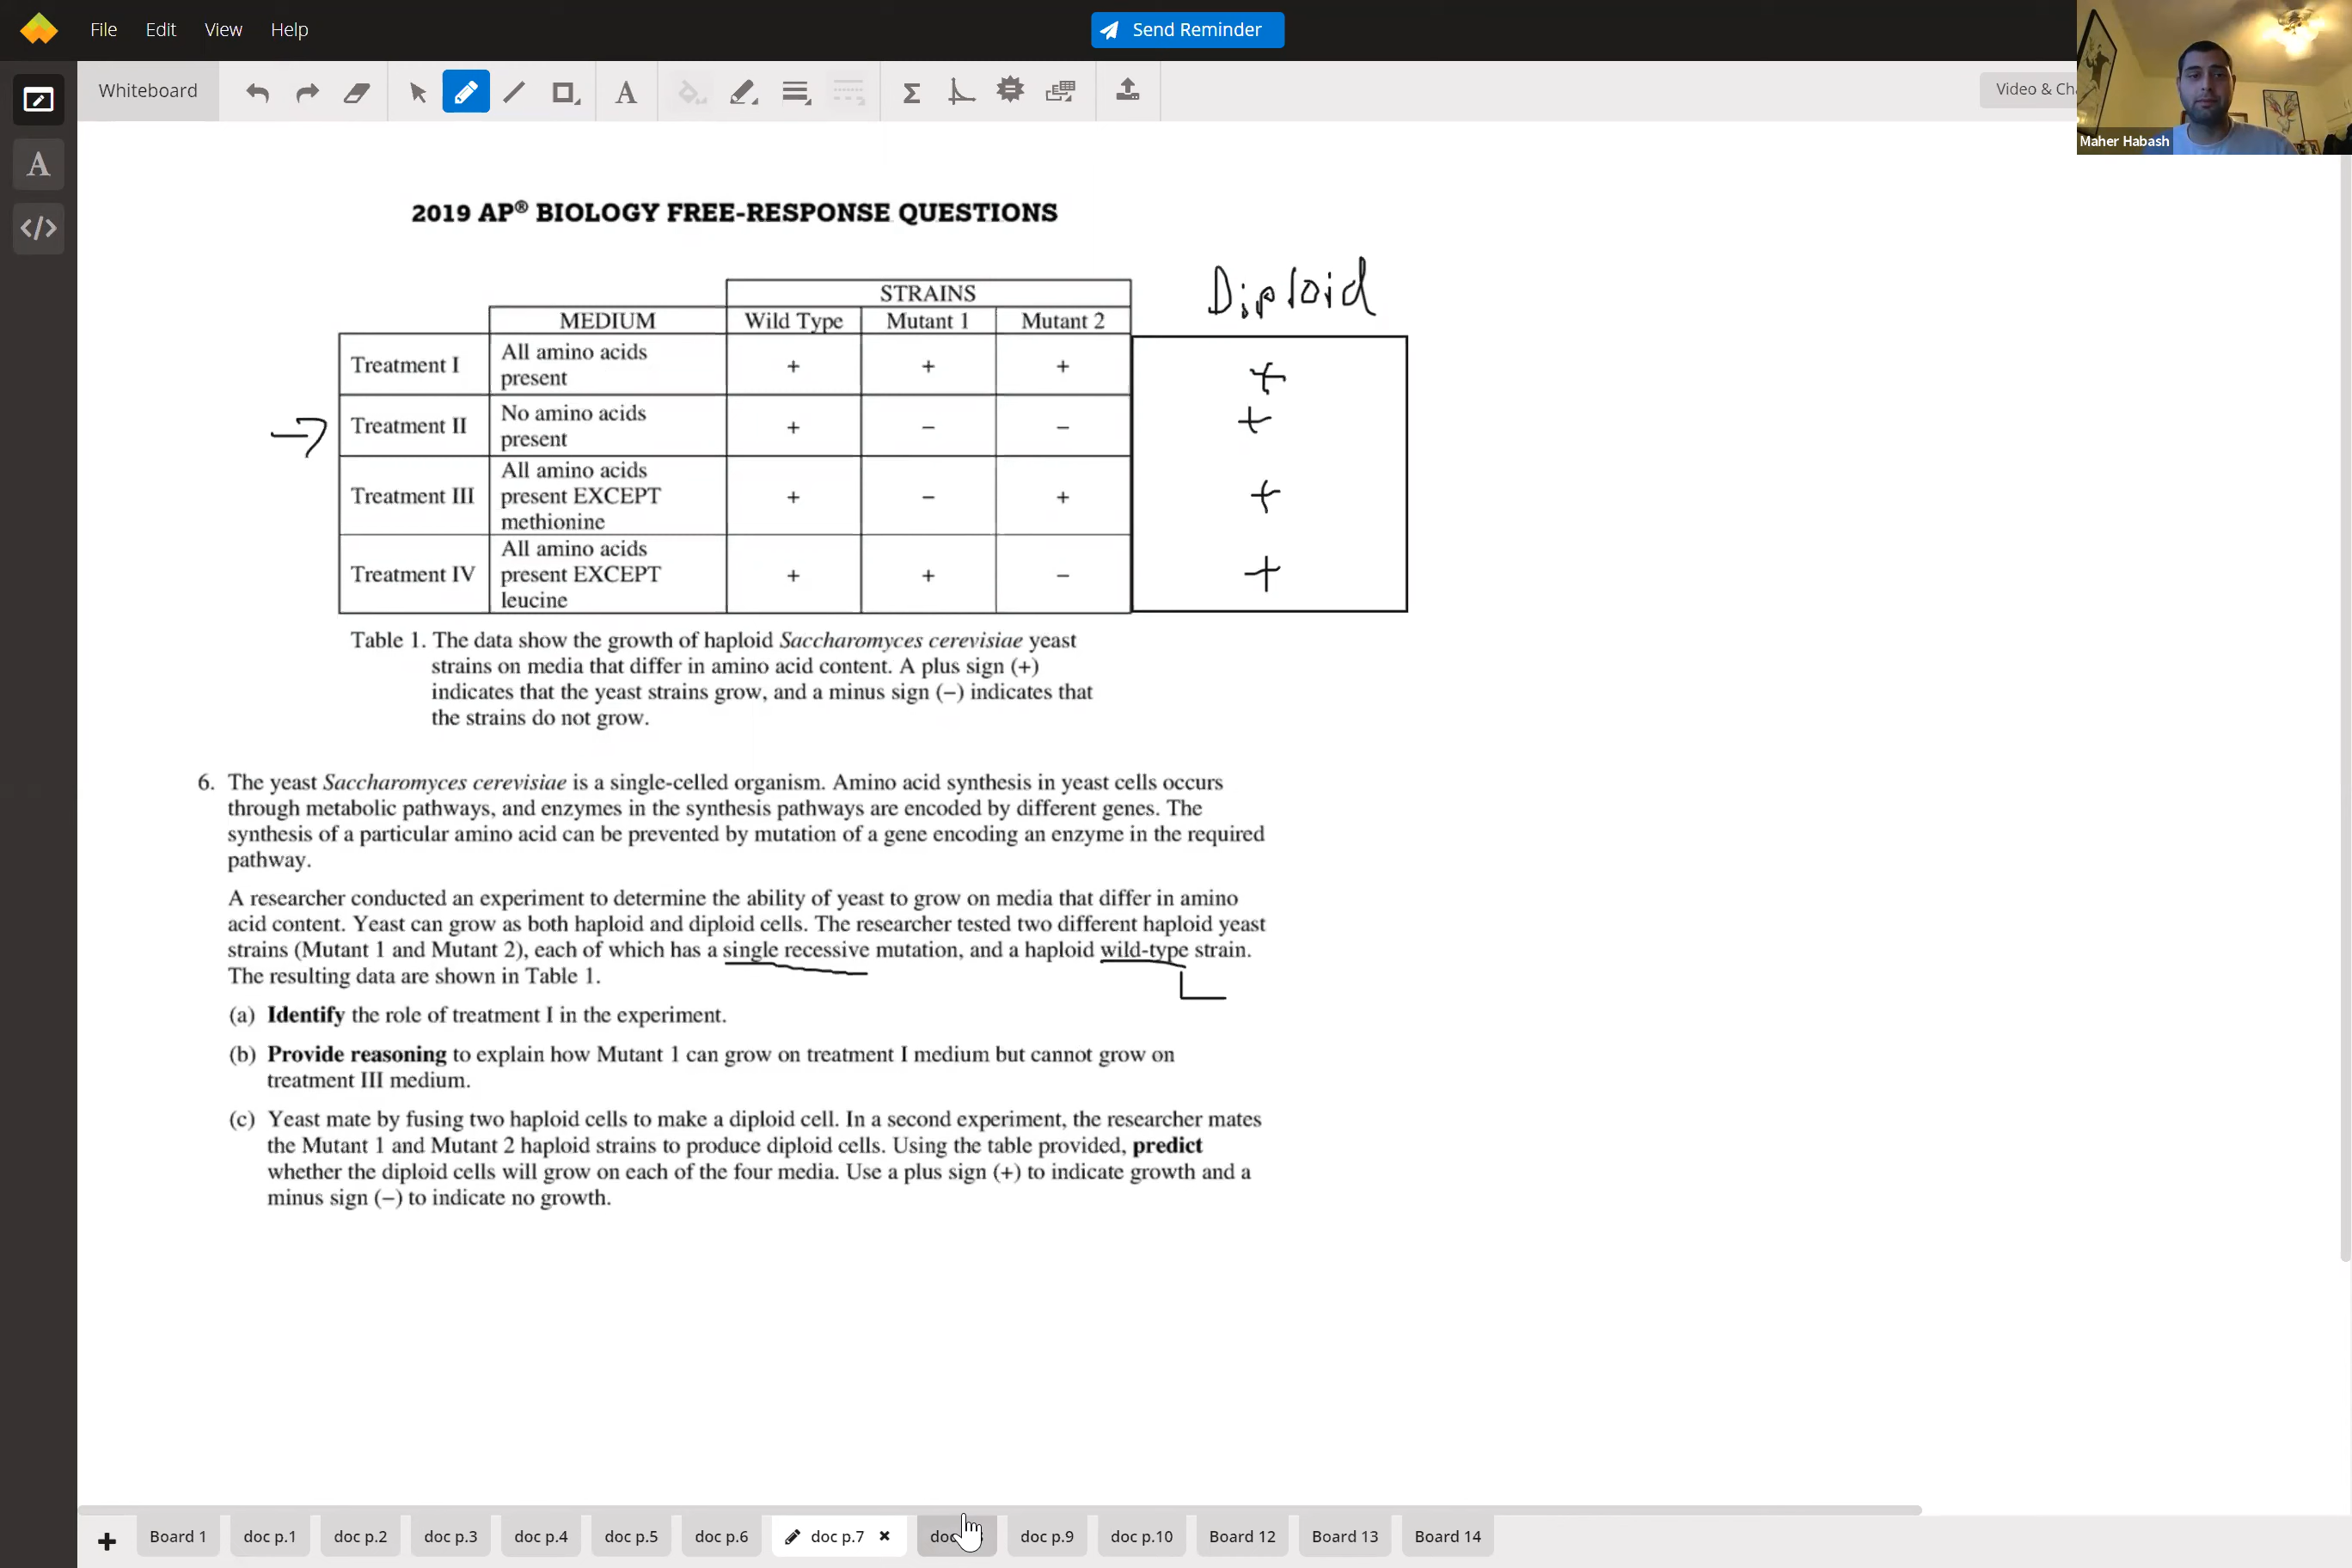 File Edit View Help
Send Reminder
Whiteboard
A
Σ
Video & Cha
Maher Habash
A
</>
2019 AP® BIOLOGY FREE-RESPONSE QUESTIONS
Diploid
STRAINS
MEDIUM Wild Type Mutant 1 Mutant 2
Treatment I All amino acids present + + + +
Treatment II No amino acids present + − − +
Treatment III All amino acids present EXCEPT methionine + − + +
Treatment IV All amino acids present EXCEPT leucine + + − +
Table 1. The data show the growth of haploid Saccharomyces cerevisiae yeast
strains on media that differ in amino acid content. A plus sign (+)
indicates that the yeast strains grow, and a minus sign (−) indicates that
the strains do not grow.
6. The yeast Saccharomyces cerevisiae is a single-celled organism. Amino acid synthesis in yeast cells occurs
through metabolic pathways, and enzymes in the synthesis pathways are encoded by different genes. The
synthesis of a particular amino acid can be prevented by mutation of a gene encoding an enzyme in the required
pathway.
A researcher conducted an experiment to determine the ability of yeast to grow on media that differ in amino
acid content. Yeast can grow as both haploid and diploid cells. The researcher tested two different haploid yeast
strains (Mutant 1 and Mutant 2), each of which has a single recessive mutation, and a haploid wild-type strain.
The resulting data are shown in Table 1.
(a) Identify the role of treatment I in the experiment.
(b) Provide reasoning to explain how Mutant 1 can grow on treatment I medium but cannot grow on
treatment III medium.
(c) Yeast mate by fusing two haploid cells to make a diploid cell. In a second experiment, the researcher mates
the Mutant 1 and Mutant 2 haploid strains to produce diploid cells. Using the table provided, predict
whether the diploid cells will grow on each of the four media. Use a plus sign (+) to indicate growth and a
minus sign (−) to indicate no growth.
+ Board 1 doc p.1 doc p.2 doc p.3 doc p.4 doc p.5 doc p.6 doc p.7 × doc p.9 doc p.10 Board 12 Board 13 Board 14